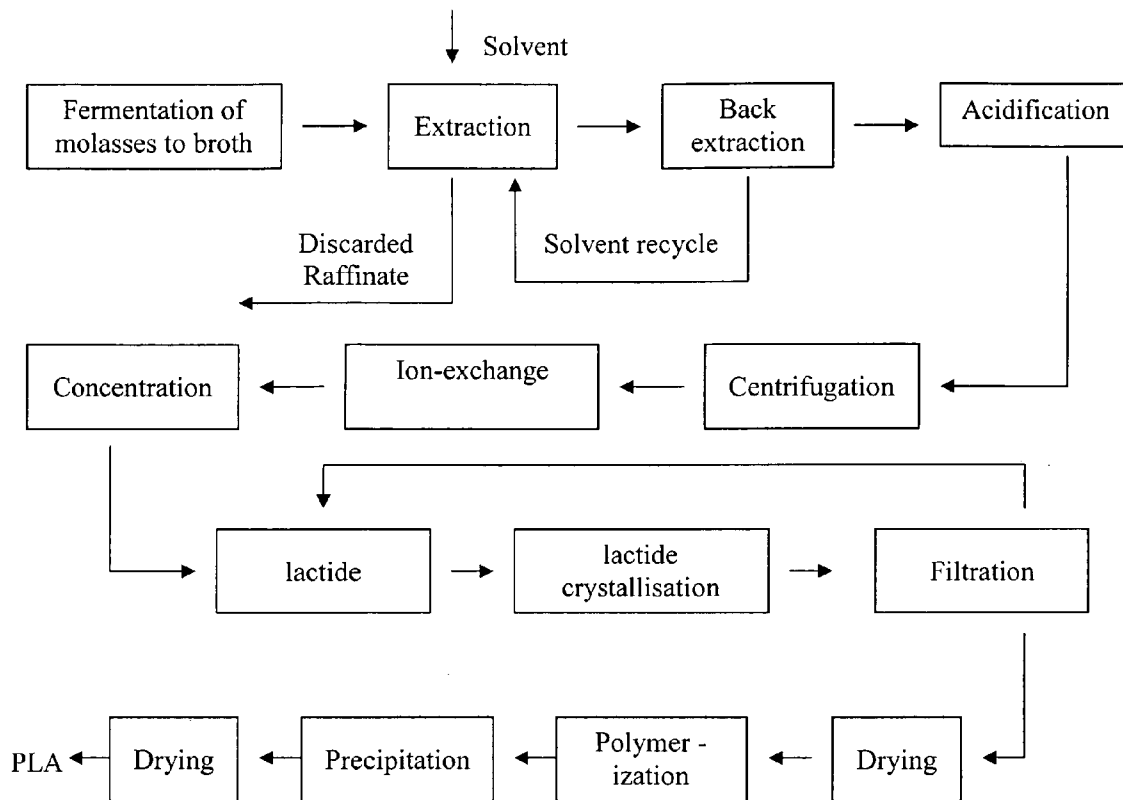 Solvent
Fermentation of
molasses to broth
Extraction
Back
extraction
Acidification
Discarded
Raffinate
Solvent recycle
Concentration
Ion-exchange
Centrifugation
lactide
lactide
crystallisation
Filtration
PLA
Drying
Precipitation
Polymer -
ization
Drying